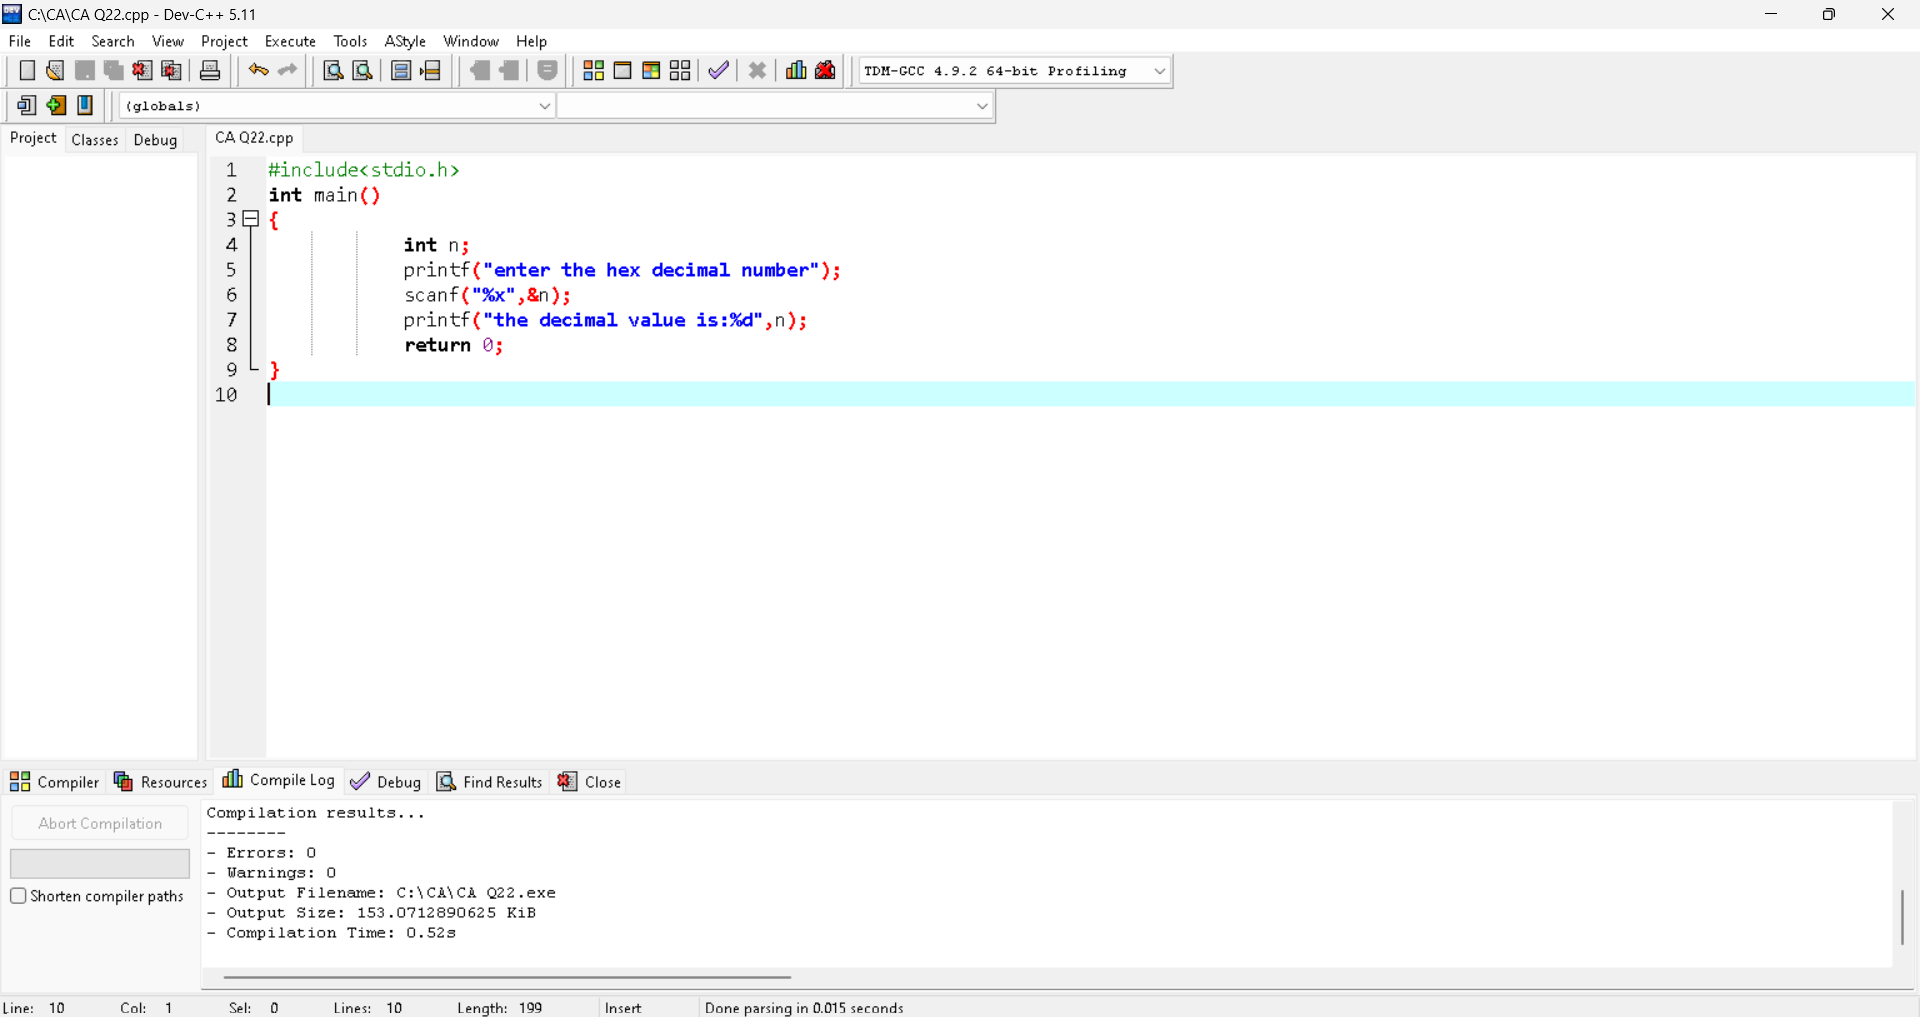 C:\CA\CA Q22.cpp - Dev-C++ 5.11
File Edit Search View Project Execute Tools AStyle Window Help
TDM-GCC 4.9.2 64-bit Profiling
(globals)
Project Classes Debug CA Q22.cpp
1 #include<stdio.h>
2 int main()
3 {
4 int n;
5 printf("enter the hex decimal number");
6 scanf("%x",&n);
7 printf("the decimal value is:%d",n);
8 return 0;
9 }
10
Compiler Resources Compile Log Debug Find Results Close
Abort Compilation
Shorten compiler paths
Compilation results...
--------
- Errors: 0
- Warnings: 0
- Output Filename: C:\CA\CA Q22.exe
- Output Size: 153.0712890625 KiB
- Compilation Time: 0.52s
Line: 10 Col: 1 Sel: 0 Lines: 10 Length: 199 Insert Done parsing in 0.015 seconds